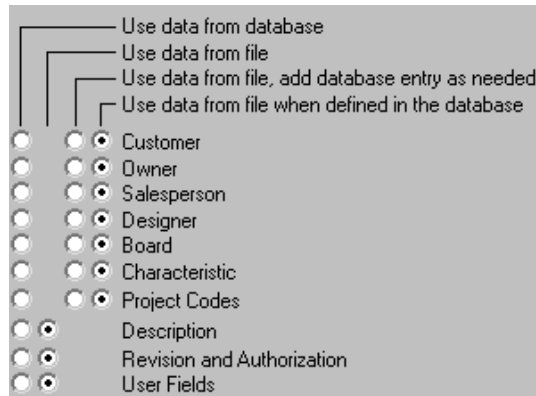 Use data from database
Use data from file
Use data from file, add database entry as needed
Use data from file when defined in the database
Customer
Owner
Salesperson
Designer
Board
Characteristic
Project Codes
Description
Revision and Authorization
User Fields